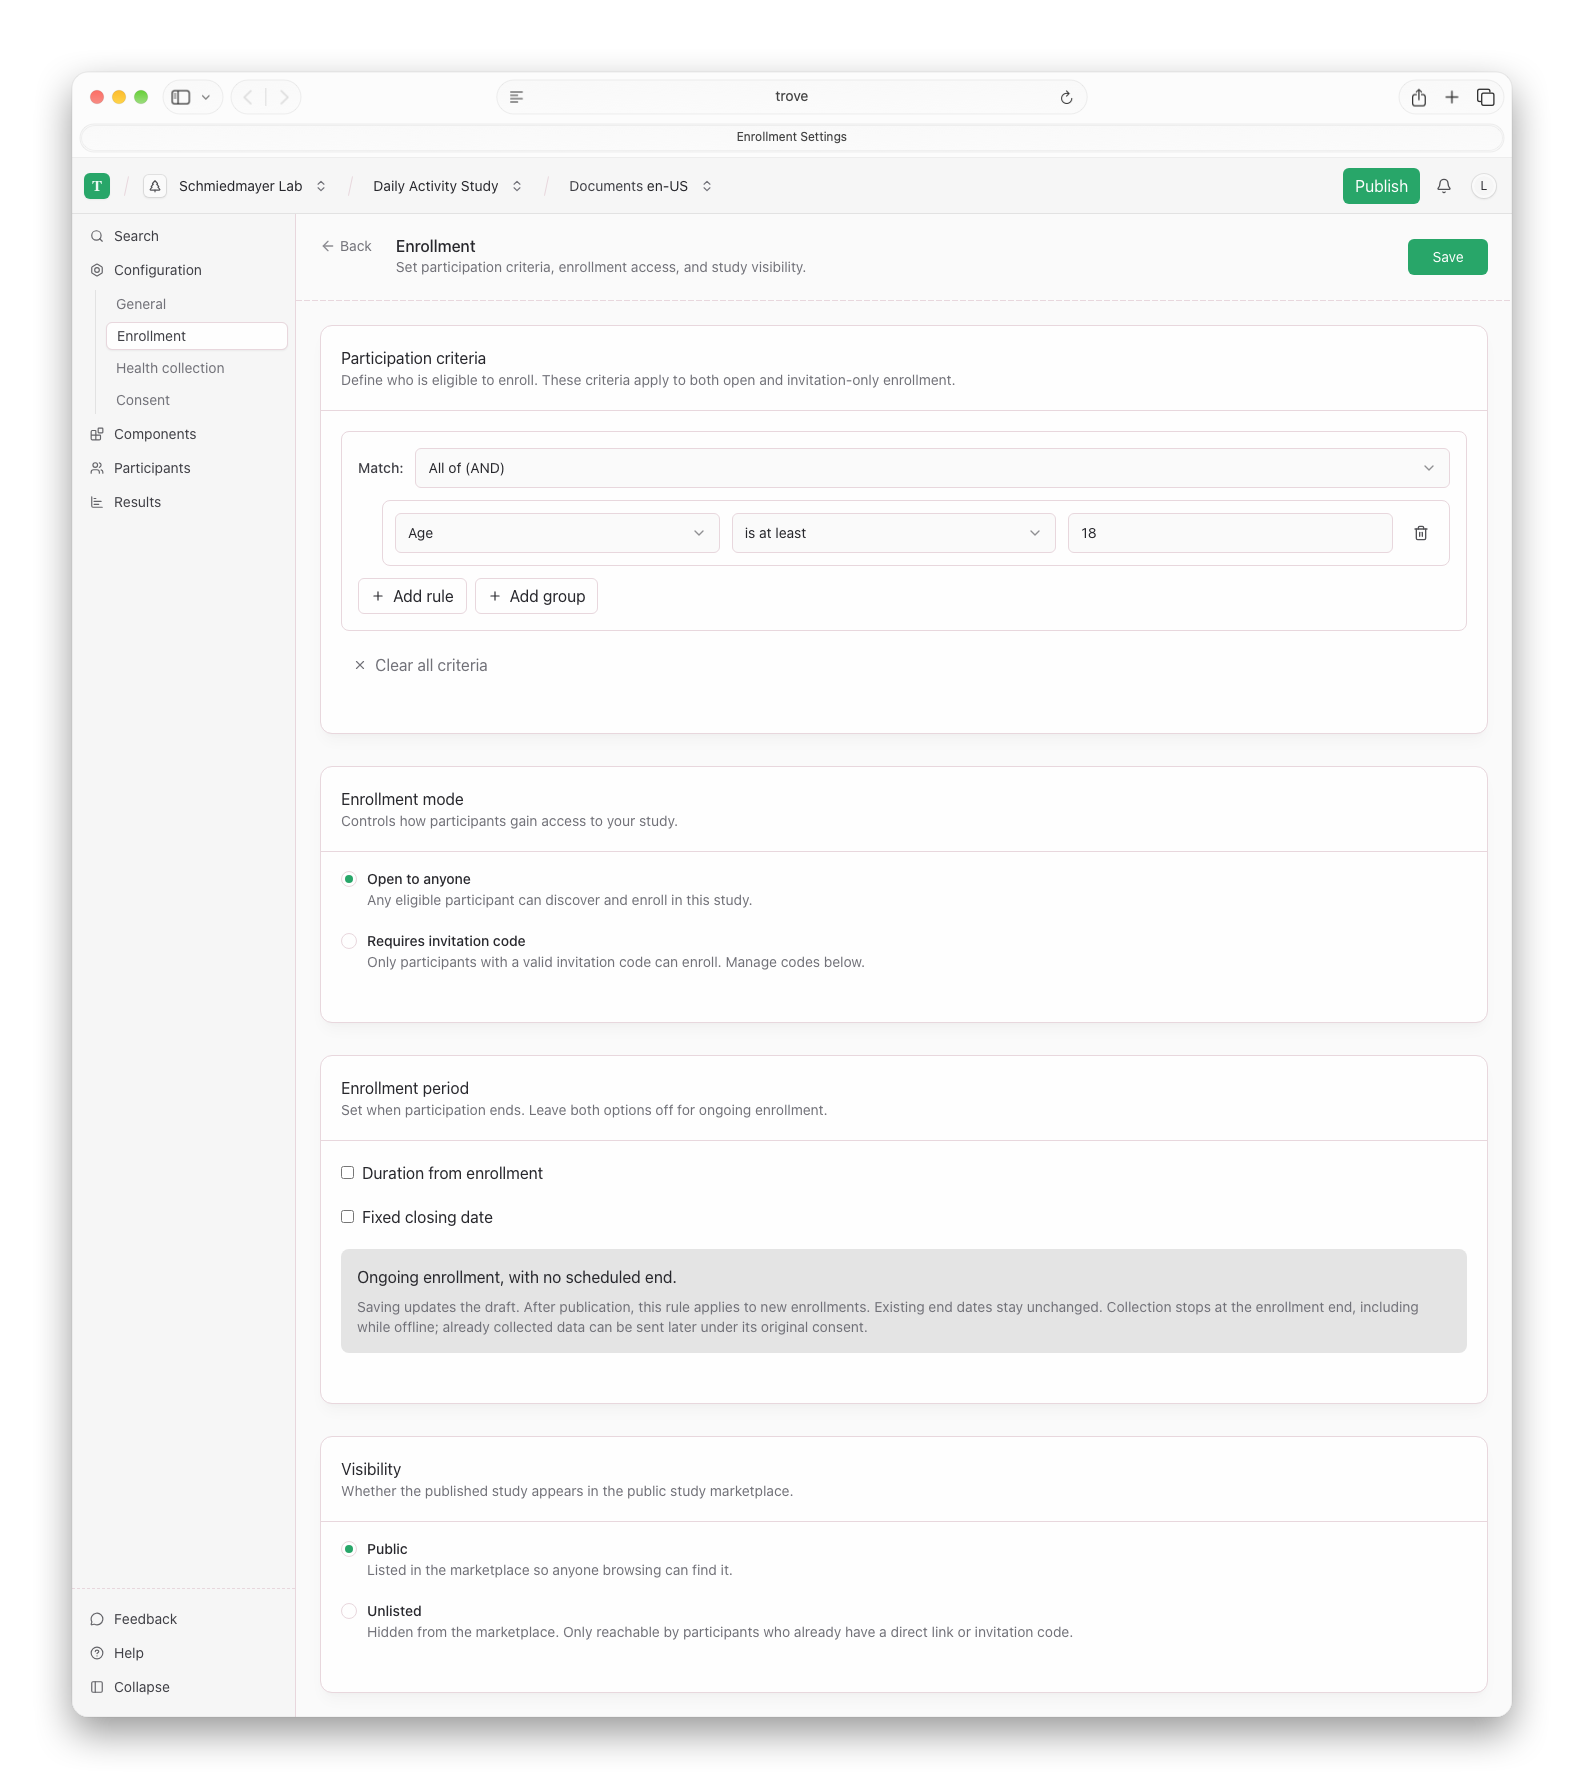 trove
Enrollment Settings
T
Schmiedmayer Lab
Daily Activity Study
Documents en-US
Publish
L
Search
Configuration
General
Enrollment
Health collection
Consent
Components
Participants
Results
Feedback
Help
Collapse
Back
Enrollment
Set participation criteria, enrollment access, and study visibility.
Save
Participation criteria
Define who is eligible to enroll. These criteria apply to both open and invitation-only enrollment.
Match:
All of (AND)
Age
is at least
18
Add rule
Add group
Clear all criteria
Enrollment mode
Controls how participants gain access to your study.
Open to anyone
Any eligible participant can discover and enroll in this study.
Requires invitation code
Only participants with a valid invitation code can enroll. Manage codes below.
Enrollment period
Set when participation ends. Leave both options off for ongoing enrollment.
Duration from enrollment
Fixed closing date
Ongoing enrollment, with no scheduled end.
Saving updates the draft. After publication, this rule applies to new enrollments. Existing end dates stay unchanged. Collection stops at the enrollment end, including
while offline; already collected data can be sent later under its original consent.
Visibility
Whether the published study appears in the public study marketplace.
Public
Listed in the marketplace so anyone browsing can find it.
Unlisted
Hidden from the marketplace. Only reachable by participants who already have a direct link or invitation code.